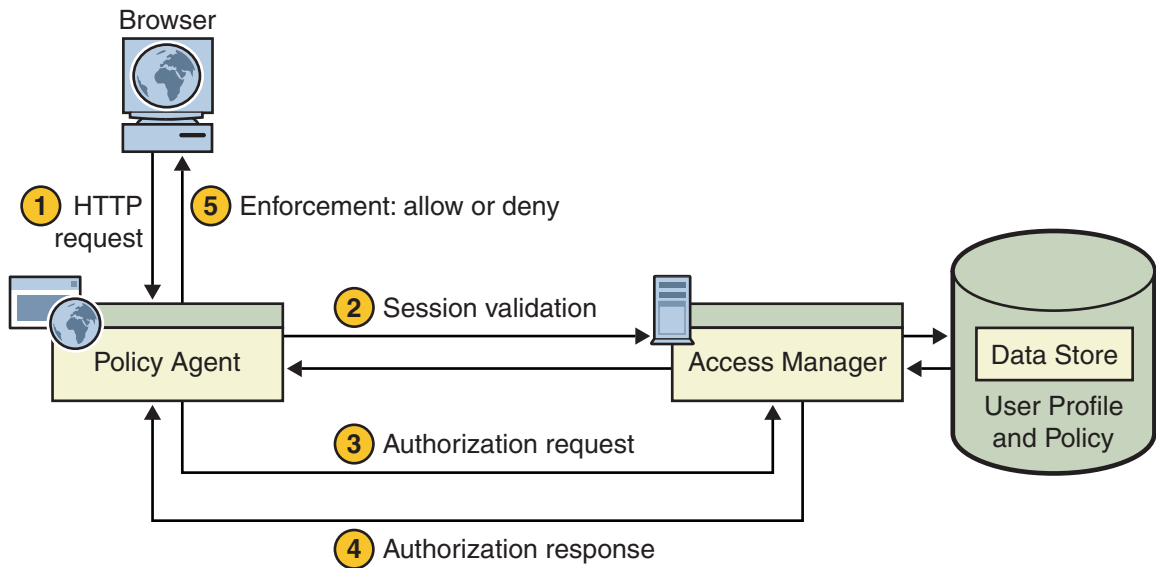 Browser
1 HTTP
request
5 Enforcement: allow or deny
2 Session validation
Policy Agent
Access Manager
Data Store
User Profile
and Policy
3 Authorization request
4 Authorization response